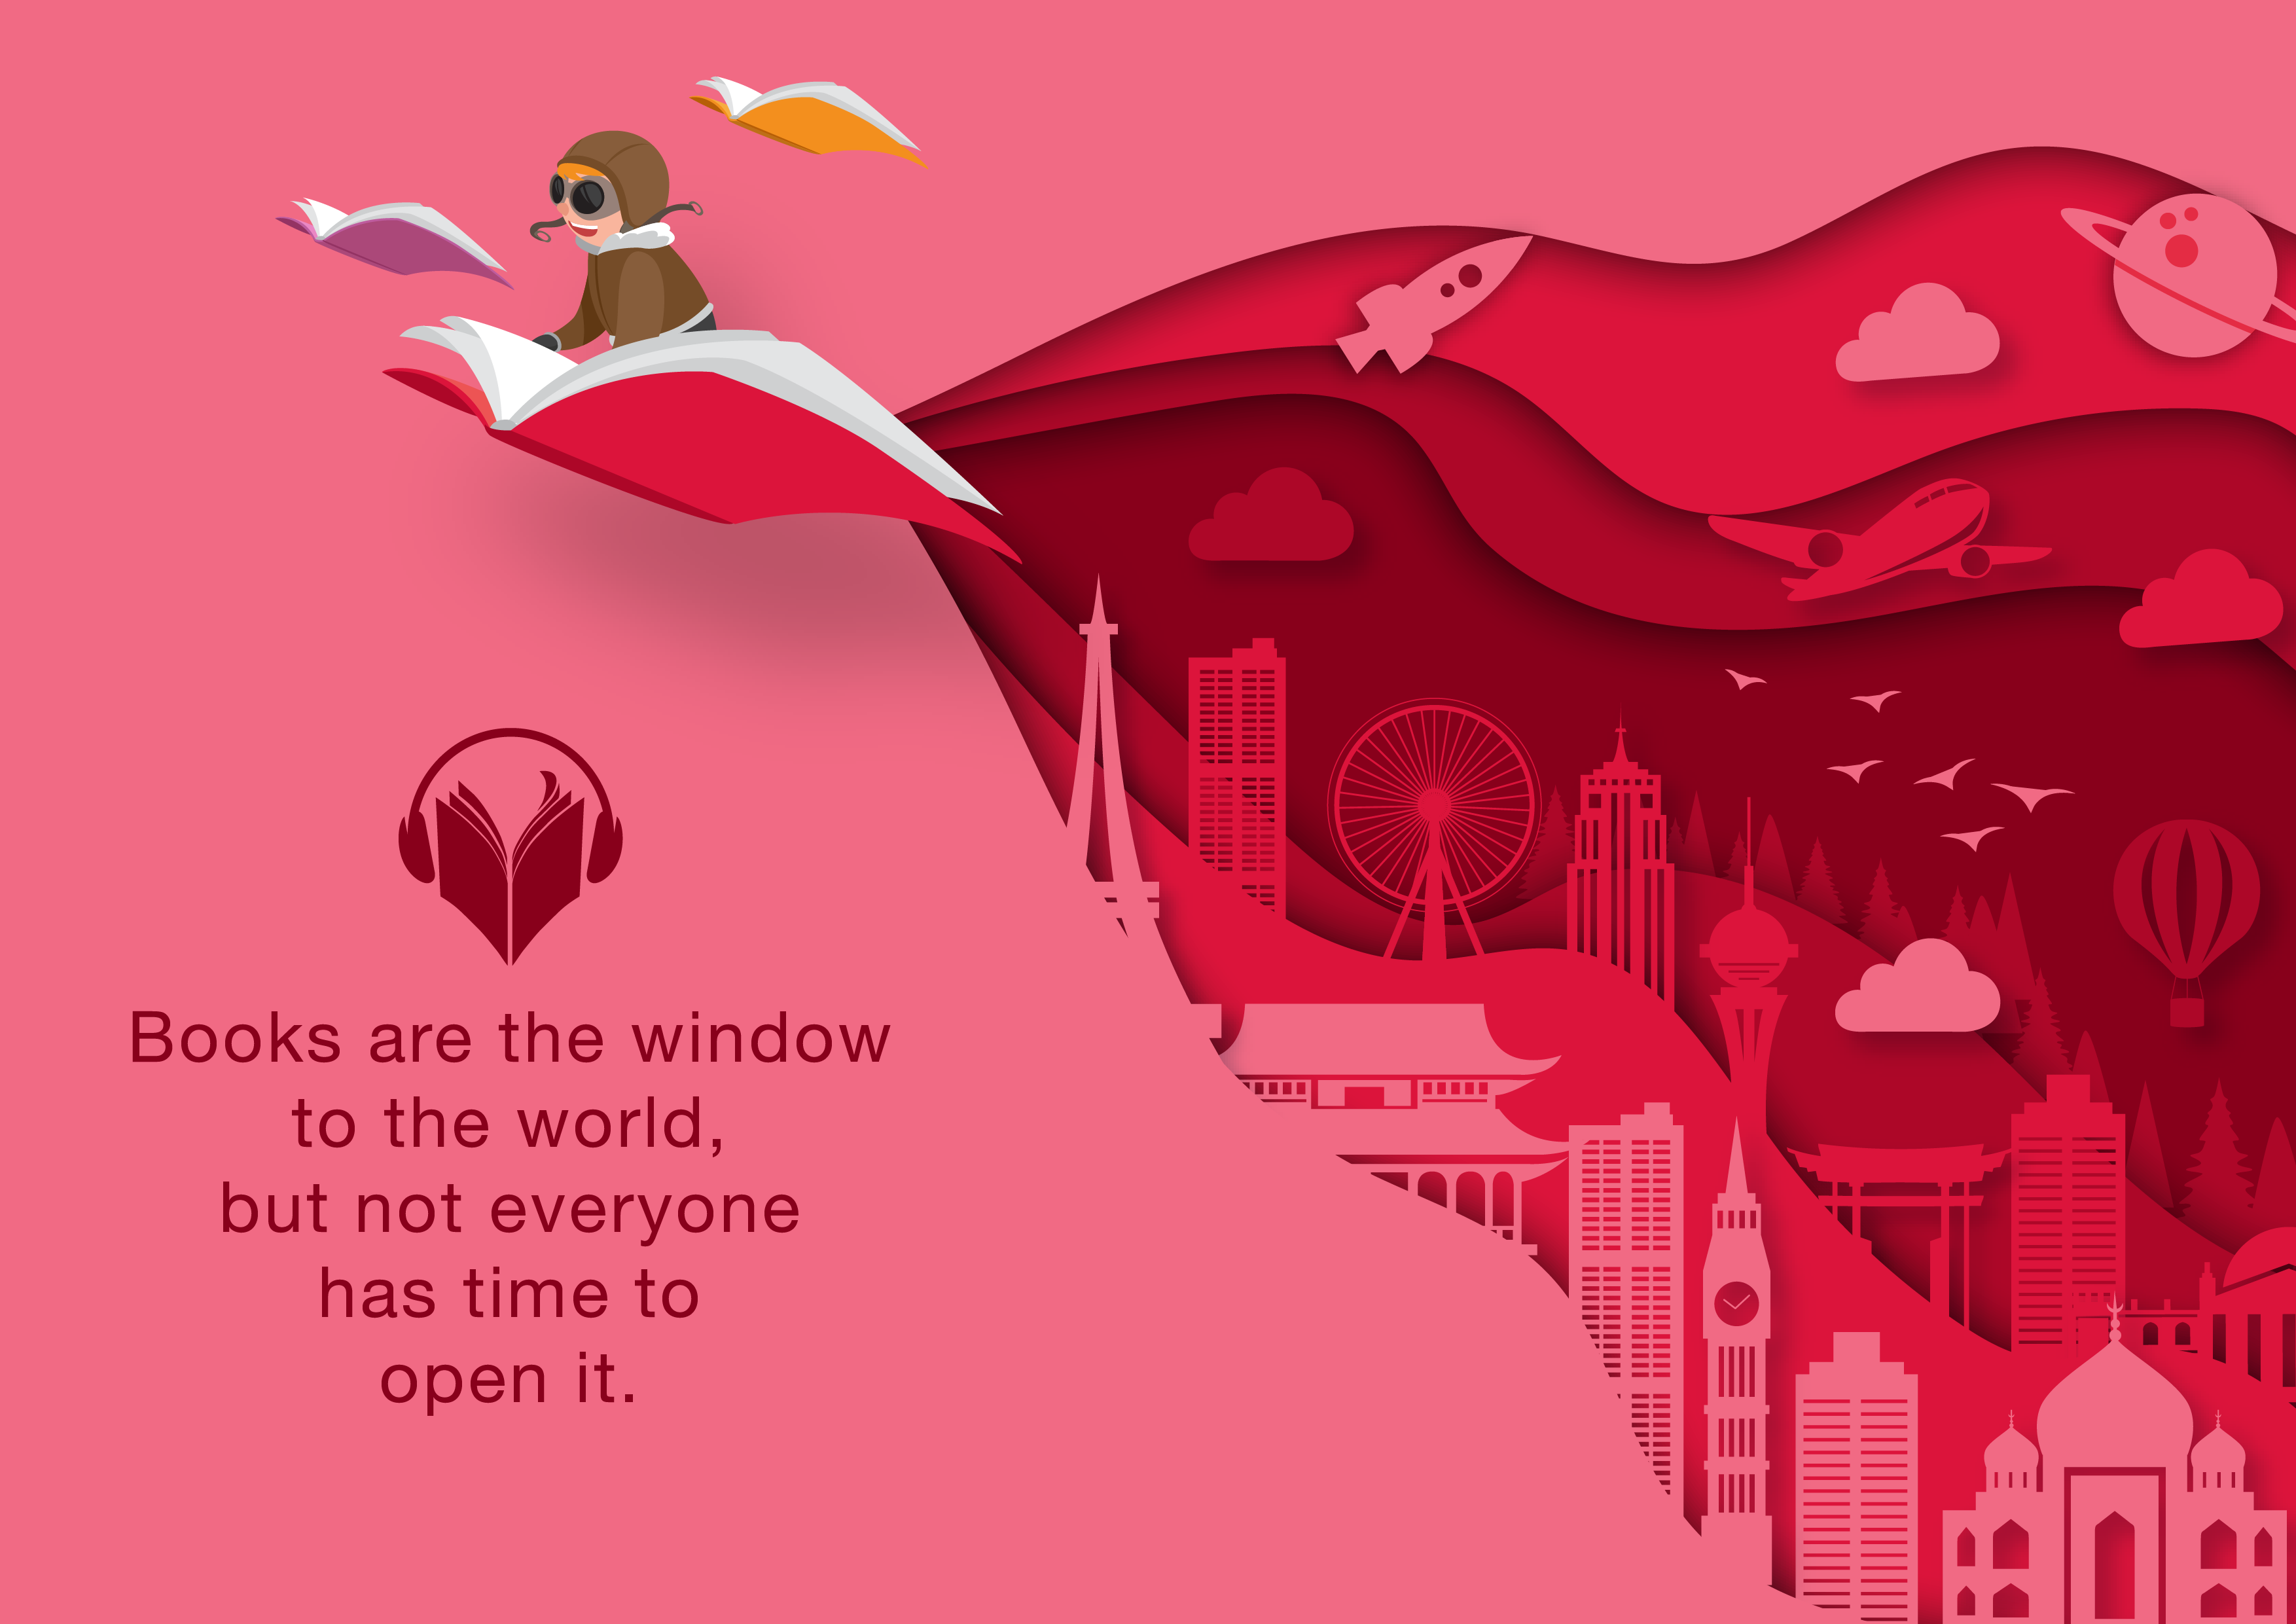 Books are the window
to the world,
but not everyone
has time to
open it.